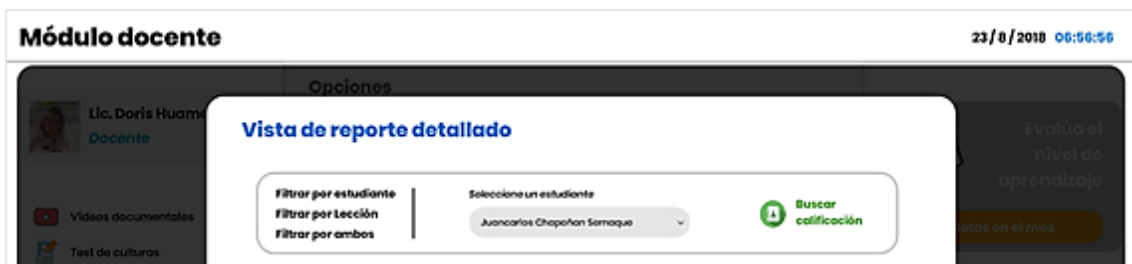 Módulo docente
23/8/2018 06:56:56
Opciones
Lic. Doris Huam
Docente
Vista de reporte detallado
Evalúa el
nivel de
aprendizaje
Filtrar por estudiante
Filtrar por Lección
Filtrar por ambos
Seleccione un estudiante
Juancarlos Chapoñan Samaque
Buscar
calificación
Videos documentales
Test de culturas
otas en el mes